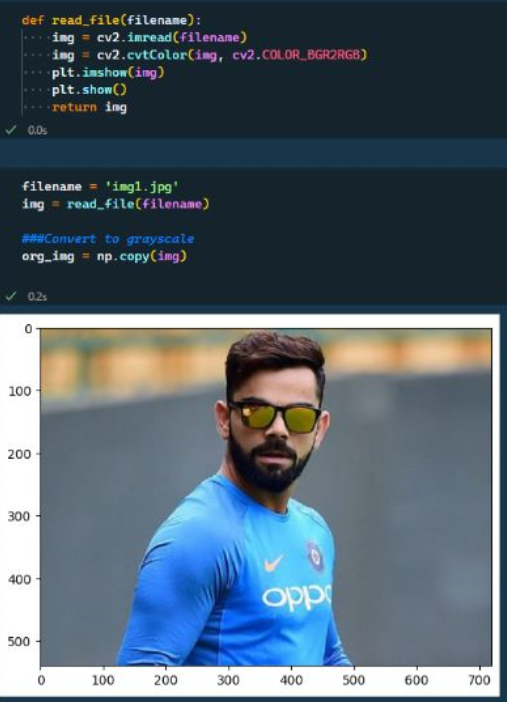 def read_file(filename):
    img = cv2.imread(filename)
    img = cv2.cvtColor(img, cv2.COLOR_BGR2RGB)
    plt.imshow(img)
    plt.show()
    return img
0.0s
filename = 'img1.jpg'
img = read_file(filename)
###Convert to grayscale
org_img = np.copy(img)
0.2s
0
100
200
300
400
500
oppo
0 100 200 300 400 500 600 700